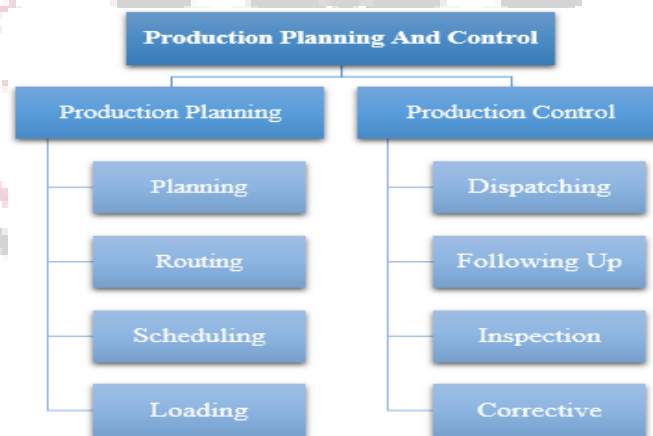 Production Planning And Control
Production Planning
Production Control
Planning
Routing
Scheduling
Loading
Dispatching
Following Up
Inspection
Corrective